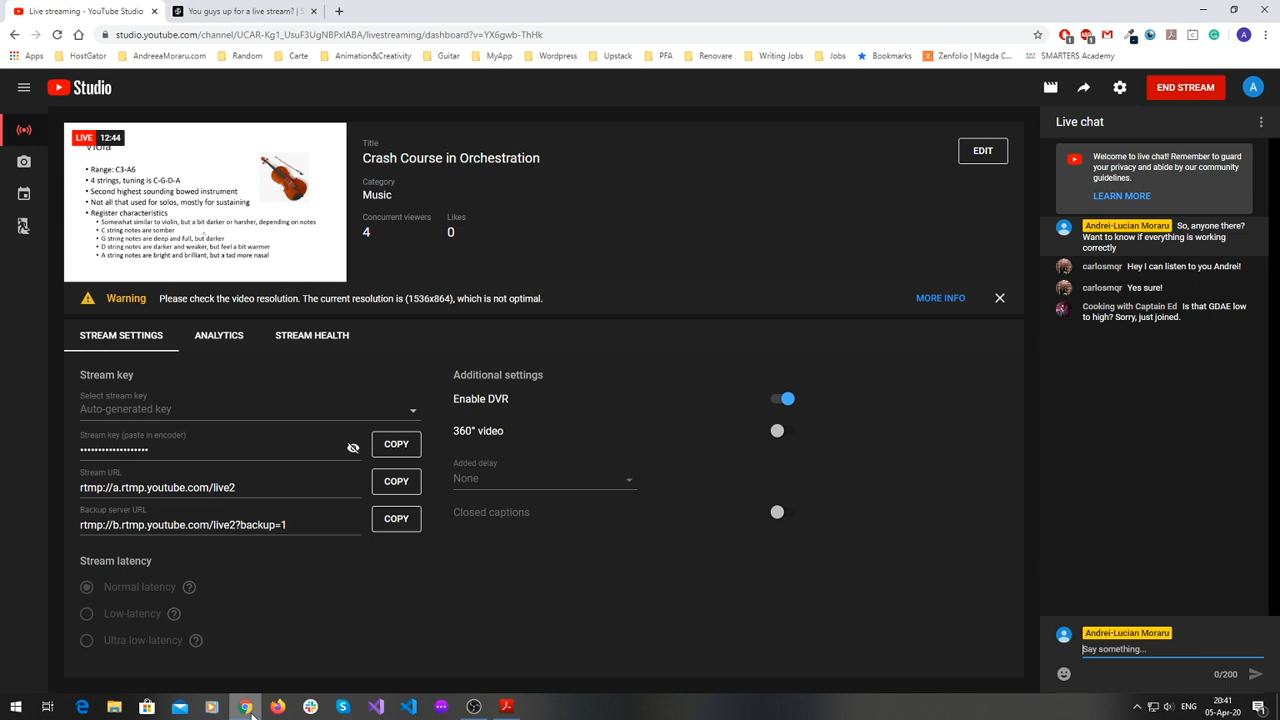 Live streaming - YouTube Studio
You guys up for a live stream? | S
studio.youtube.com/channel/UCAR-Kg1_UsuF3UgNBPxIABA/livestreaming/dashboard?v=YX6gwb-ThHk
Apps HostGator AndreeaMoraru.com Random Carte Animation&Creativity Guitar MyApp Wordpress Upstack PFA Renovare Writing Jobs Jobs Bookmarks Zenfolio | Magda C... SMARTERS Academy
Studio
END STREAM
A
LIVE 12:44
Viola
• Range: C3-A6
• 4 strings, tuning is C-G-D-A
• Second highest sounding bowed instrument
• Not all that used for solos, mostly for sustaining
• Register characteristics
• Somewhat similar to violin, but a bit darker or harsher, depending on notes
• C string notes are somber
• G string notes are deep and full, but darker
• D string notes are darker and weaker, but feel a bit warmer
• A string notes are bright and brilliant, but a tad more nasal
Title
Crash Course in Orchestration
EDIT
Category
Music
Concurrent viewers Likes
4 0
Warning Please check the video resolution. The current resolution is (1536x864), which is not optimal. MORE INFO
STREAM SETTINGS ANALYTICS STREAM HEALTH
Stream key
Select stream key
Auto-generated key
Stream key (paste in encoder)
•••••••••••••••••••
COPY
Stream URL
rtmp://a.rtmp.youtube.com/live2
COPY
Backup server URL
rtmp://b.rtmp.youtube.com/live2?backup=1
COPY
Stream latency
Normal latency
Low-latency
Ultra low-latency
Additional settings
Enable DVR
360° video
Added delay
None
Closed captions
Live chat
Welcome to live chat! Remember to guard
your privacy and abide by our community
guidelines.
LEARN MORE
Andrei-Lucian Moraru So, anyone there?
Want to know if everything is working
correctly
carlosmqr Hey I can listen to you Andrei!
carlosmqr Yes sure!
Cooking with Captain Ed Is that GDAE low
to high? Sorry, just joined.
Andrei-Lucian Moraru
Say something...
0/200
20:41
05-Apr-20